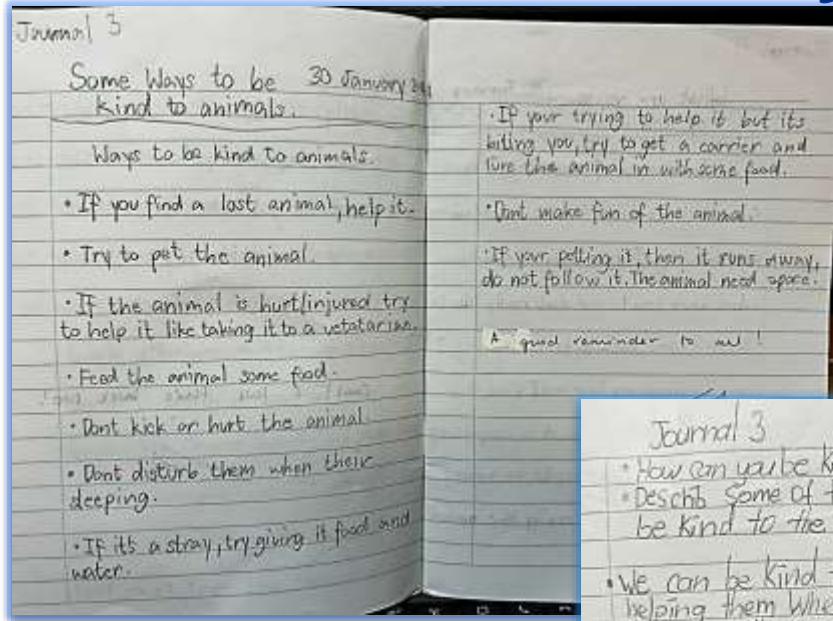 Journal 3
Some Ways to be 30 January
kind to animals.
Ways to be kind to animals.
• If you find a lost animal, help it.
• Try to pet the animal.
• If the animal is hurt/injured try
to help it like taking it to a vetatarian.
• Feed the animal some food.
• Dont kick or hurt the animal
• Dont disturb them when their
sleeping.
• If it's a stray, try giving it food and
water.
• If your trying to help it but its
biting you, try to get a carrier and
lure the animal in with some food.
• Dont make fun of the animal.
• If your petting it, then it runs away,
do not follow it. The animal need space.
A good reminder to all!
Journal 3
• How can you be
• Describ Some Of
be Kind to the
• We can be Kind
helping them